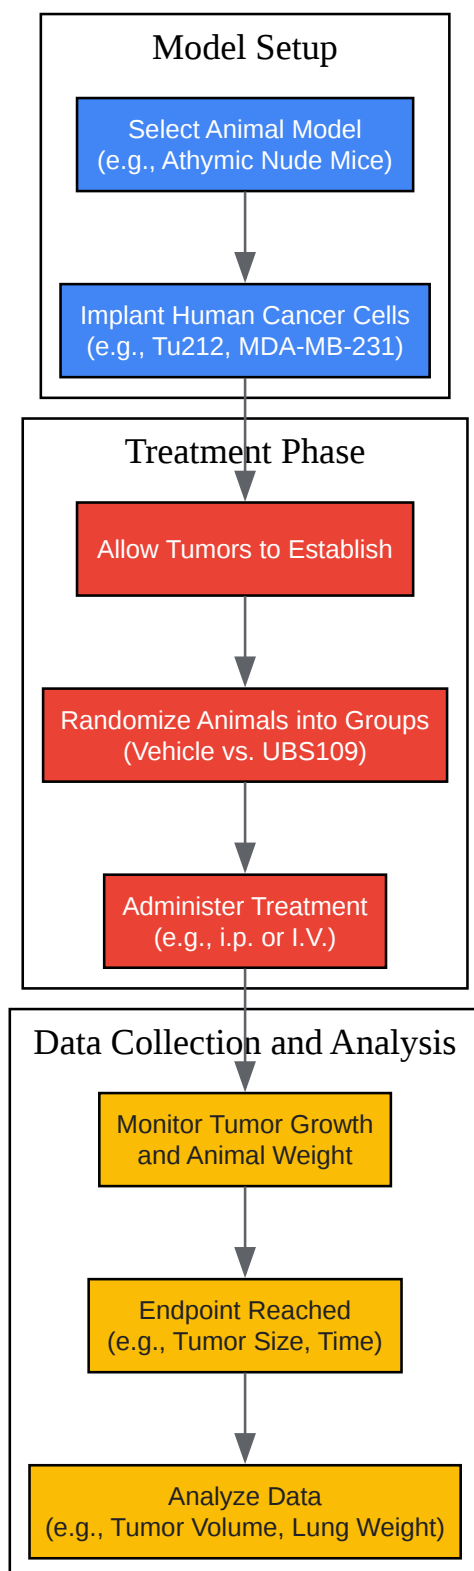 Model Setup
Select Animal Model
(e.g., Athymic Nude Mice)
Implant Human Cancer Cells
(e.g., Tu212, MDA-MB-231)
Treatment Phase
Allow Tumors to Establish
Randomize Animals into Groups
(Vehicle vs. UBS109)
Administer Treatment
(e.g., i.p. or I.V.)
Data Collection and Analysis
Monitor Tumor Growth
and Animal Weight
Endpoint Reached
(e.g., Tumor Size, Time)
Analyze Data
(e.g., Tumor Volume, Lung Weight)